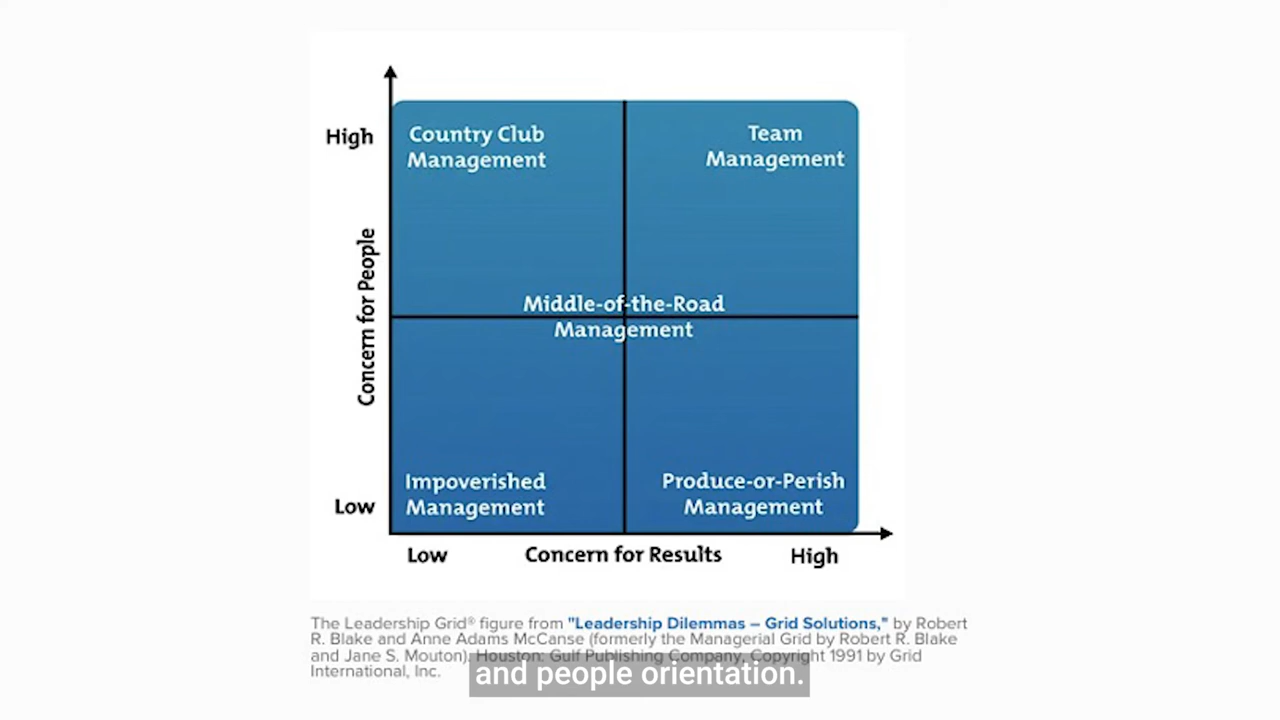 High
Country Club
Management
Team
Management
Concern for People
Middle-of-the-Road
Management
Impoverished
Management
Produce-or-Perish
Management
Low
Low
Concern for Results
High
The Leadership Grid® figure from "Leadership Dilemmas – Grid Solutions," by Robert
R. Blake and Anne Adams McCanse (formerly the Managerial Grid by Robert R. Blake
and Jane S. Mouton). Houston: Gulf Publishing Company, Copyright 1991 by Grid
International, Inc.
and people orientation.